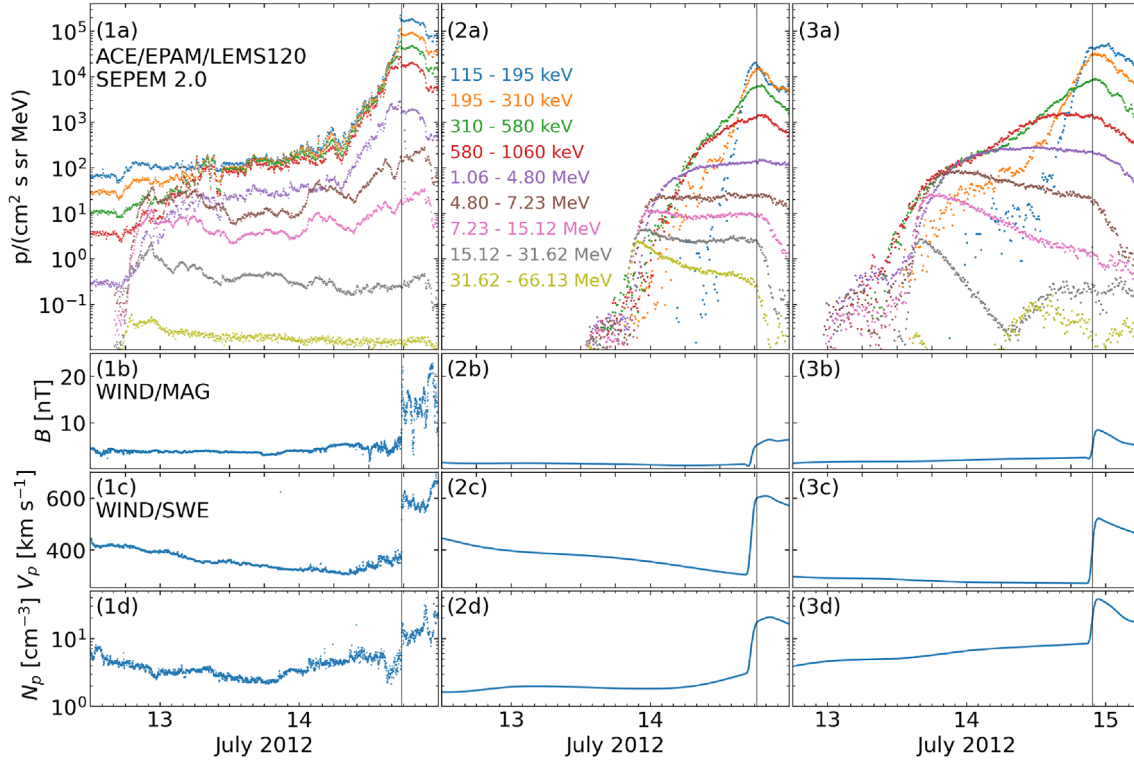 (1a)
ACE/EPAM/LEMS120
SEPEM 2.0
(2a)
(3a)
115 - 195 keV
195 - 310 keV
310 - 580 keV
580 - 1060 keV
1.06 - 4.80 MeV
4.80 - 7.23 MeV
7.23 - 15.12 MeV
15.12 - 31.62 MeV
31.62 - 66.13 MeV
p/(cm² s sr MeV)
10⁵
10⁴
10³
10²
10¹
10⁰
10⁻¹
(1b)
WIND/MAG
(2b)
(3b)
B [nT]
20
10
(1c)
WIND/SWE
(2c)
(3c)
Vₚ [km s⁻¹]
600
400
(1d)
(2d)
(3d)
Nₚ [cm⁻³]
10¹
10⁰
13 14
13 14
13 14 15
July 2012
July 2012
July 2012